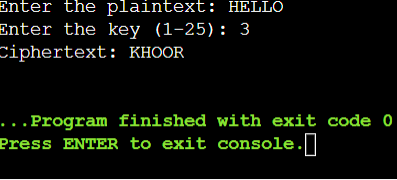 Enter the plaintext: HELLO
Enter the key (1-25): 3
Ciphertext: KHOOR
...Program finished with exit code 0
Press ENTER to exit console.